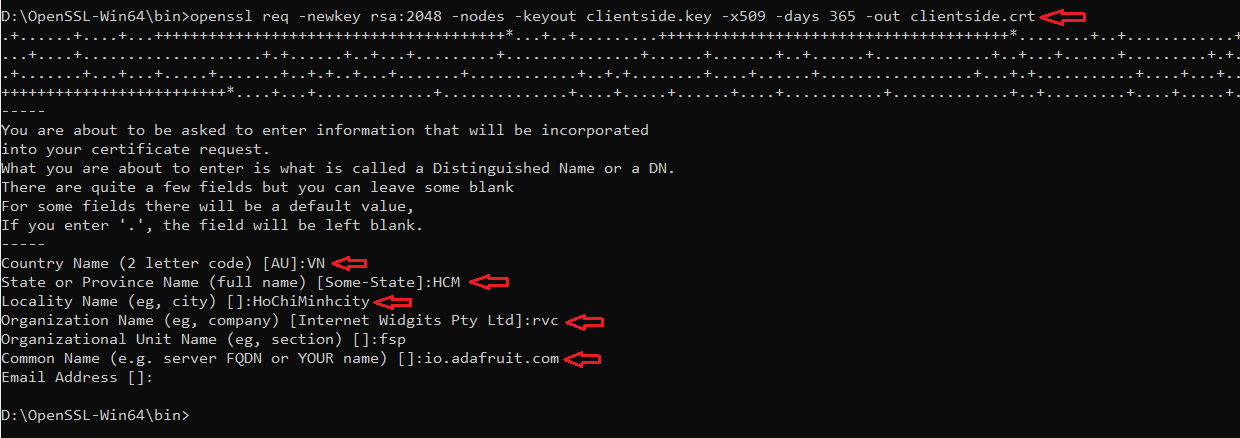 D:\OpenSSL-Win64\bin>openssl req -newkey rsa:2048 -nodes -keyout clientside.key -x509 -days 365 -out clientside.crt
-----
You are about to be asked to enter information that will be incorporated
into your certificate request.
What you are about to enter is what is called a Distinguished Name or a DN.
There are quite a few fields but you can leave some blank
For some fields there will be a default value,
If you enter '.', the field will be left blank.
-----
Country Name (2 letter code) [AU]:VN
State or Province Name (full name) [Some-State]:HCM
Locality Name (eg, city) []:HoChiMinhcity
Organization Name (eg, company) [Internet Widgits Pty Ltd]:rvc
Organizational Unit Name (eg, section) []:fsp
Common Name (e.g. server FQDN or YOUR name) []:io.adafruit.com
Email Address []:
D:\OpenSSL-Win64\bin>